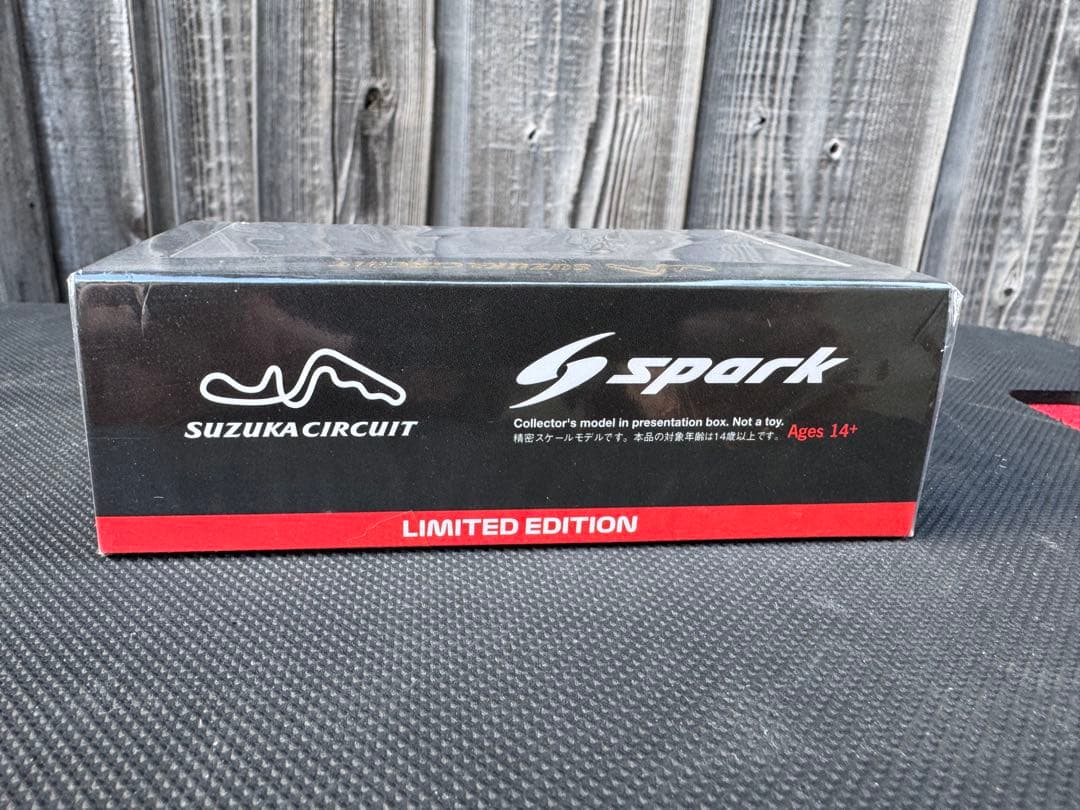 SUZUKA CIRCUIT
SUZUKA CIRCUIT
spark
Collector's model in presentation box. Not a toy.
精密スケールモデルです。本品の対象年齢は14歳以上です。
Ages 14+
LIMITED EDITION